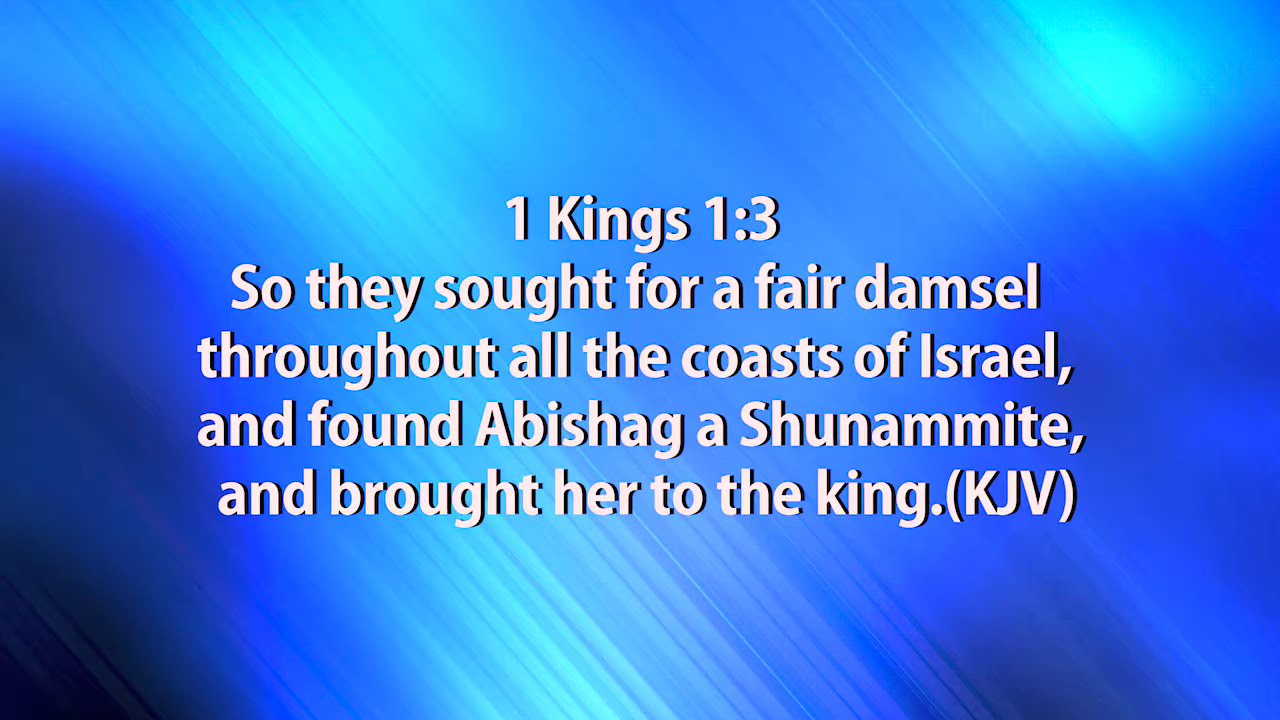 1 Kings 1:3
So they sought for a fair damsel
throughout all the coasts of Israel,
and found Abishag a Shunammite,
and brought her to the king.(KJV)